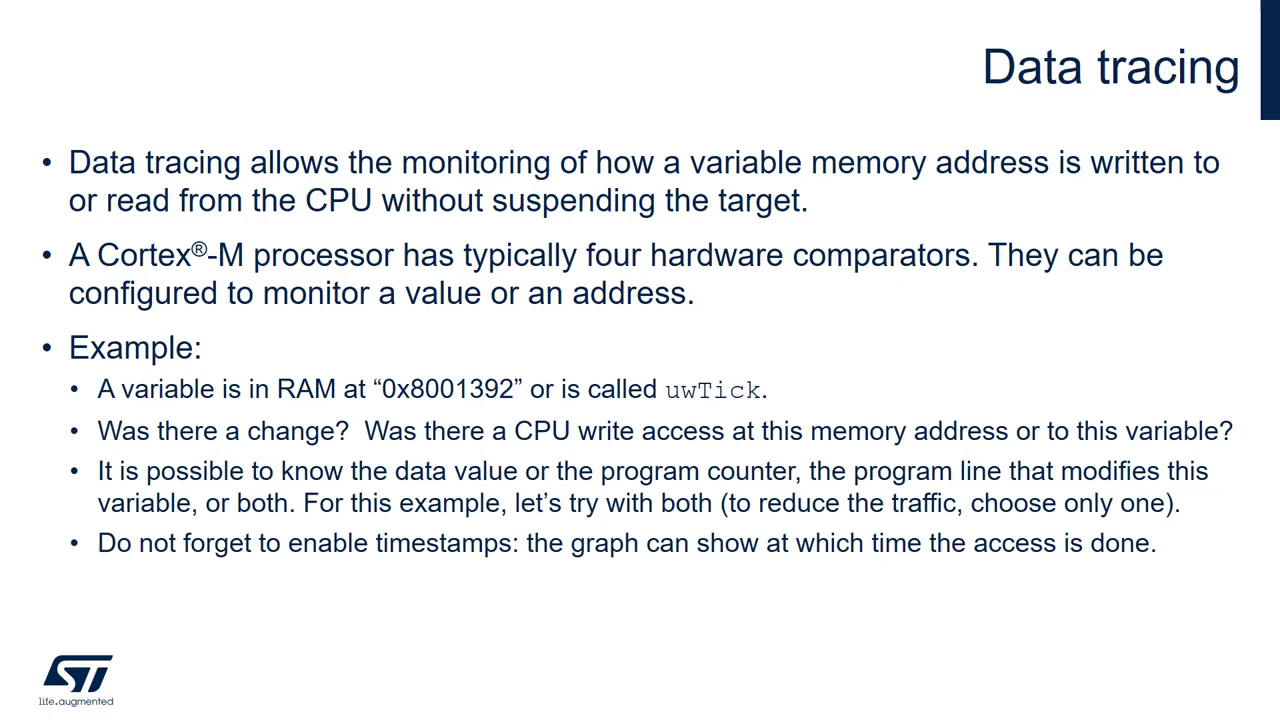 Data tracing
• Data tracing allows the monitoring of how a variable memory address is written to
or read from the CPU without suspending the target.
• A Cortex®-M processor has typically four hardware comparators. They can be
configured to monitor a value or an address.
• Example:
• A variable is in RAM at “0x8001392” or is called uwTick.
• Was there a change?  Was there a CPU write access at this memory address or to this variable?
• It is possible to know the data value or the program counter, the program line that modifies this
variable, or both. For this example, let’s try with both (to reduce the traffic, choose only one).
• Do not forget to enable timestamps: the graph can show at which time the access is done.
ST
life.augmented